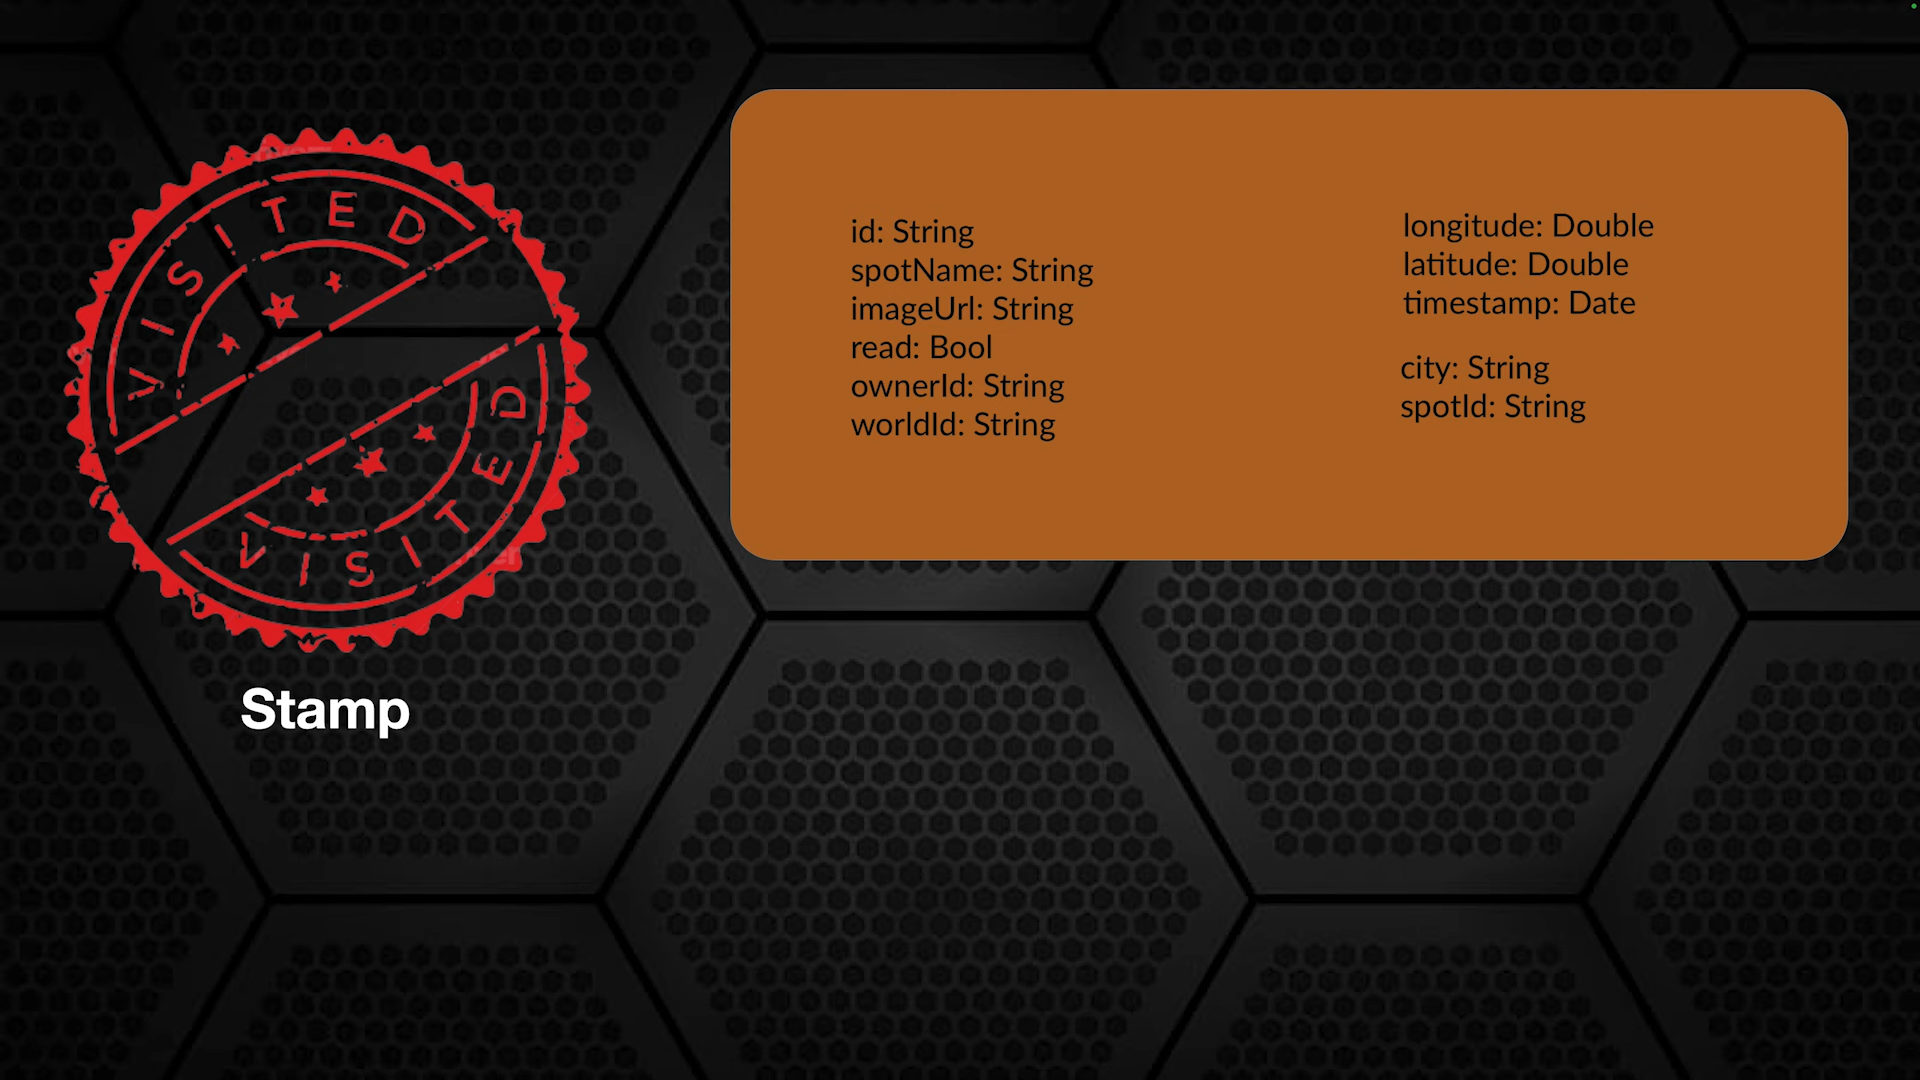 VISITED
VISITED
Stamp
id: String
spotName: String
imageUrl: String
read: Bool
ownerId: String
worldId: String
longitude: Double
latitude: Double
timestamp: Date
city: String
spotId: String